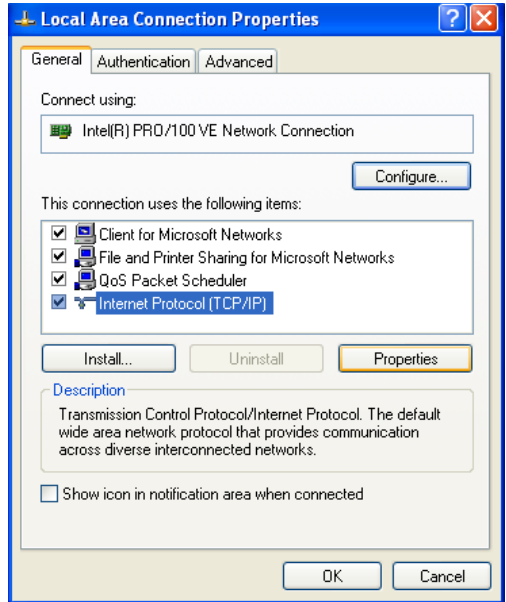 Local Area Connection Properties
General Authentication Advanced
Connect using:
Intel(R) PRO/100 VE Network Connection
Configure...
This connection uses the following items:
Client for Microsoft Networks
File and Printer Sharing for Microsoft Networks
QoS Packet Scheduler
Internet Protocol (TCP/IP)
Install... Uninstall Properties
Description
Transmission Control Protocol/Internet Protocol. The default
wide area network protocol that provides communication
across diverse interconnected networks.
Show icon in notification area when connected
OK Cancel